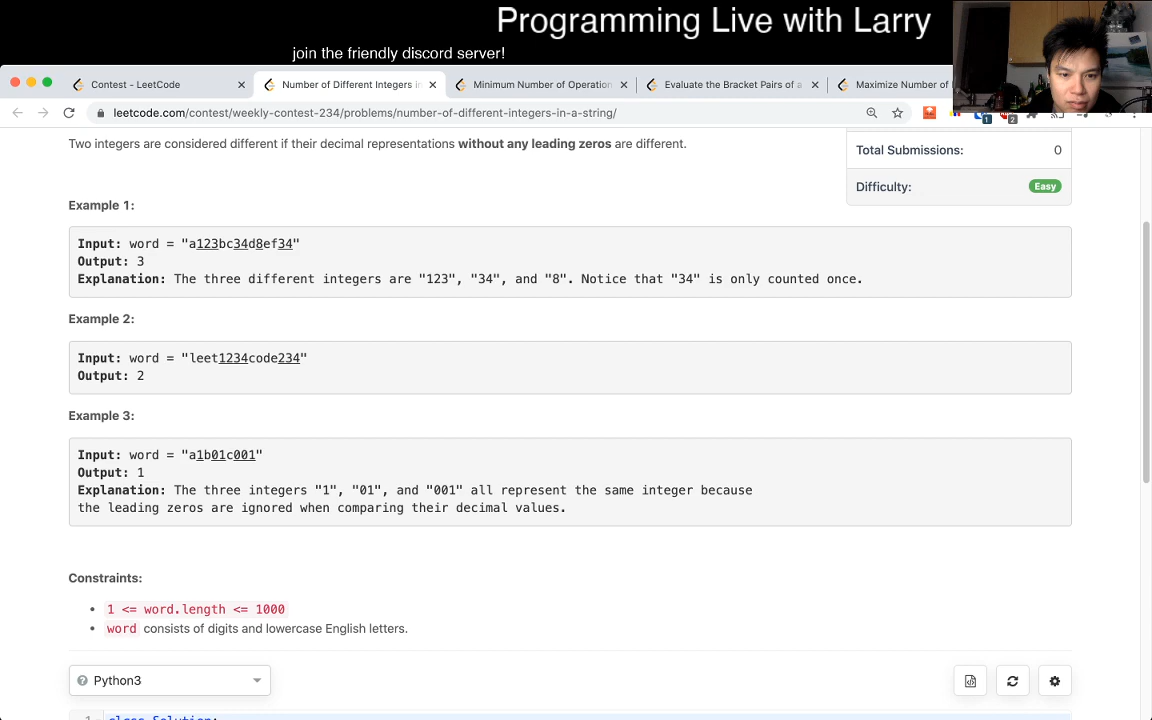 Programming Live with Larry
join the friendly discord server!
Contest - LeetCode
Number of Different Integers in
Minimum Number of Operation
Evaluate the Bracket Pairs of a
Maximize Number of
leetcode.com/contest/weekly-contest-234/problems/number-of-different-integers-in-a-string/
1
2
Two integers are considered different if their decimal representations without any leading zeros are different.
Total Submissions: 0
Difficulty: Easy
Example 1:
Input: word = "a123bc34d8ef34"
Output: 3
Explanation: The three different integers are "123", "34", and "8". Notice that "34" is only counted once.
Example 2:
Input: word = "leet1234code234"
Output: 2
Example 3:
Input: word = "a1b01c001"
Output: 1
Explanation: The three integers "1", "01", and "001" all represent the same integer because
the leading zeros are ignored when comparing their decimal values.
Constraints:
1 <= word.length <= 1000
word consists of digits and lowercase English letters.
Python3
1 class Solution: